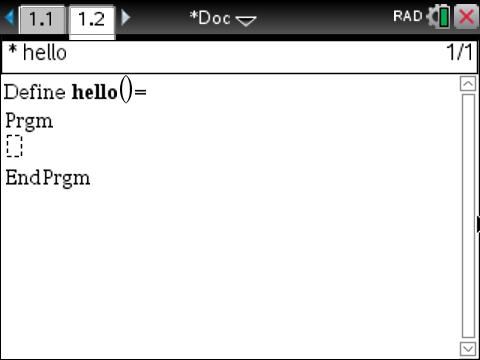 1.1 1.2 *Doc RAD
* hello 1/1
Define hello()=
Prgm
EndPrgm